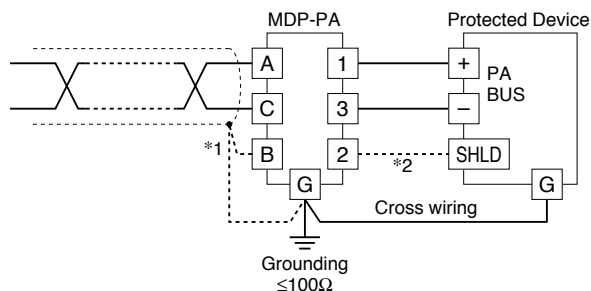 MDP-PA
Protected Device
A
1
+
PA
BUS
C
3
–
*1
B
2
*2
SHLD
G
G
Cross wiring
Grounding
≤100Ω